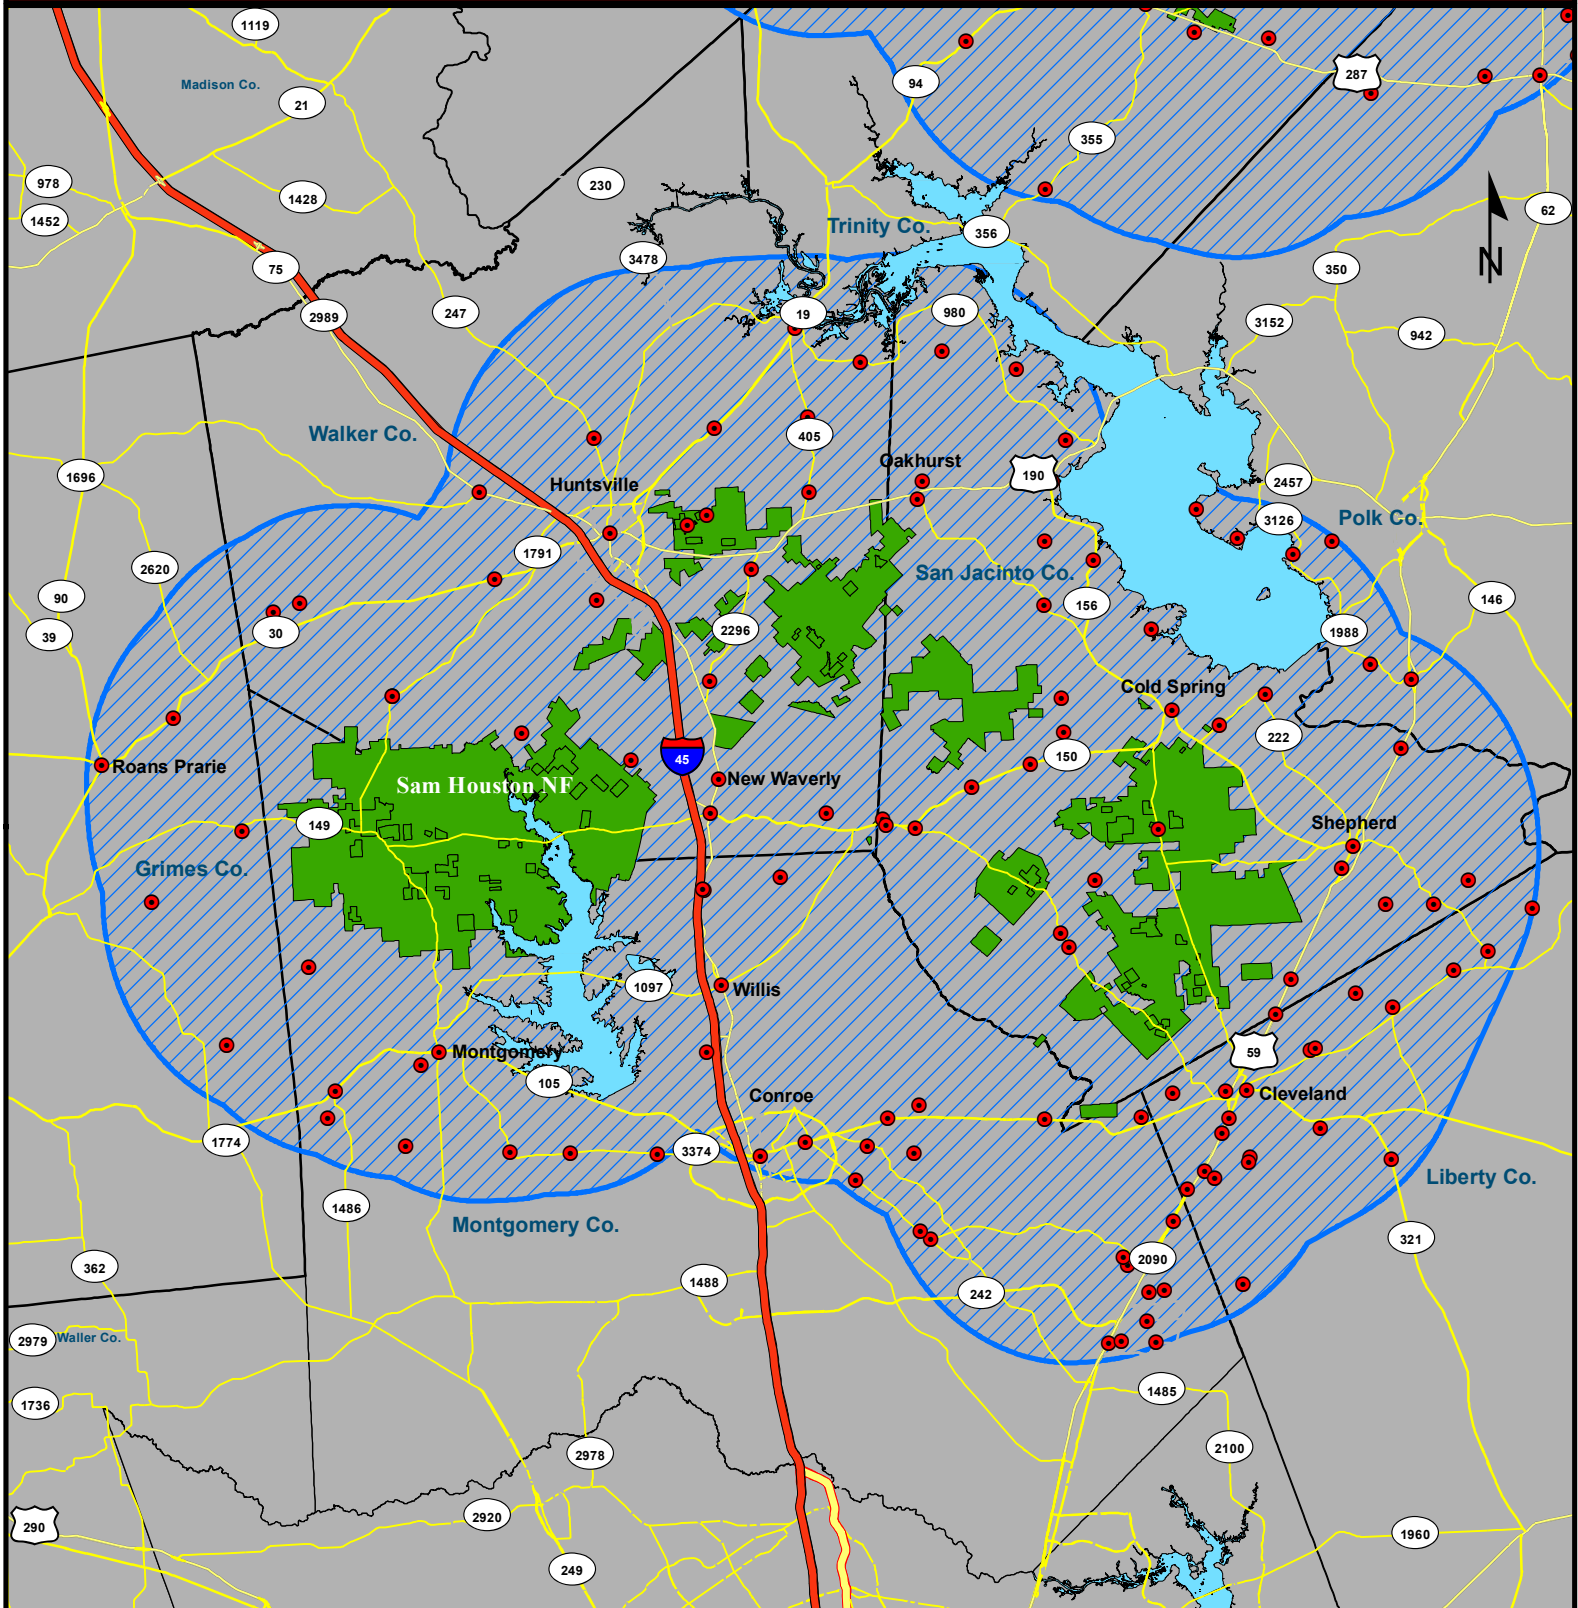 1119
Madison Co.
94
287
21
355
978
230
1428
62
1452
Trinity Co.
356
3478
75
350
N
247
2989
19
980
3152
942
Walker Co.
405
Oakhurst
1696
Huntsville
190
2457
3126
Polk Co.
1791
2620
San Jacinto Co.
90
156
146
39
30
2296
1988
Cold Spring
222
150
45
Roans Prarie
New Waverly
Sam Houston NF
149
Shepherd
Grimes Co.
1097
Willis
Montgomery
59
105
Conroe
Cleveland
1774
3374
Liberty Co.
1486
Montgomery Co.
321
362
2090
1488
242
2979
Waller Co.
1485
1736
2100
2978
2920
290
1960
249